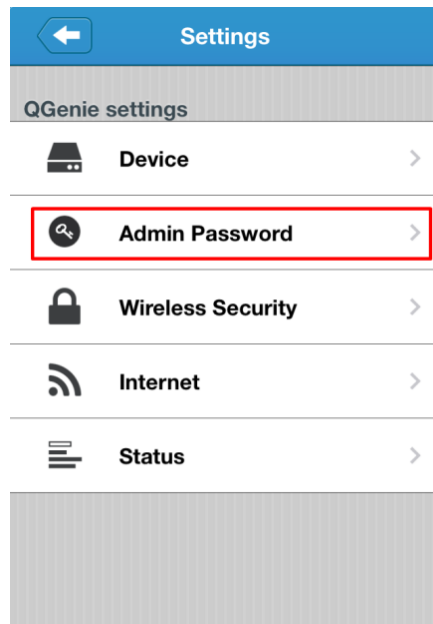 Settings
QGenie settings
Device
Admin Password
Wireless Security
Internet
Status